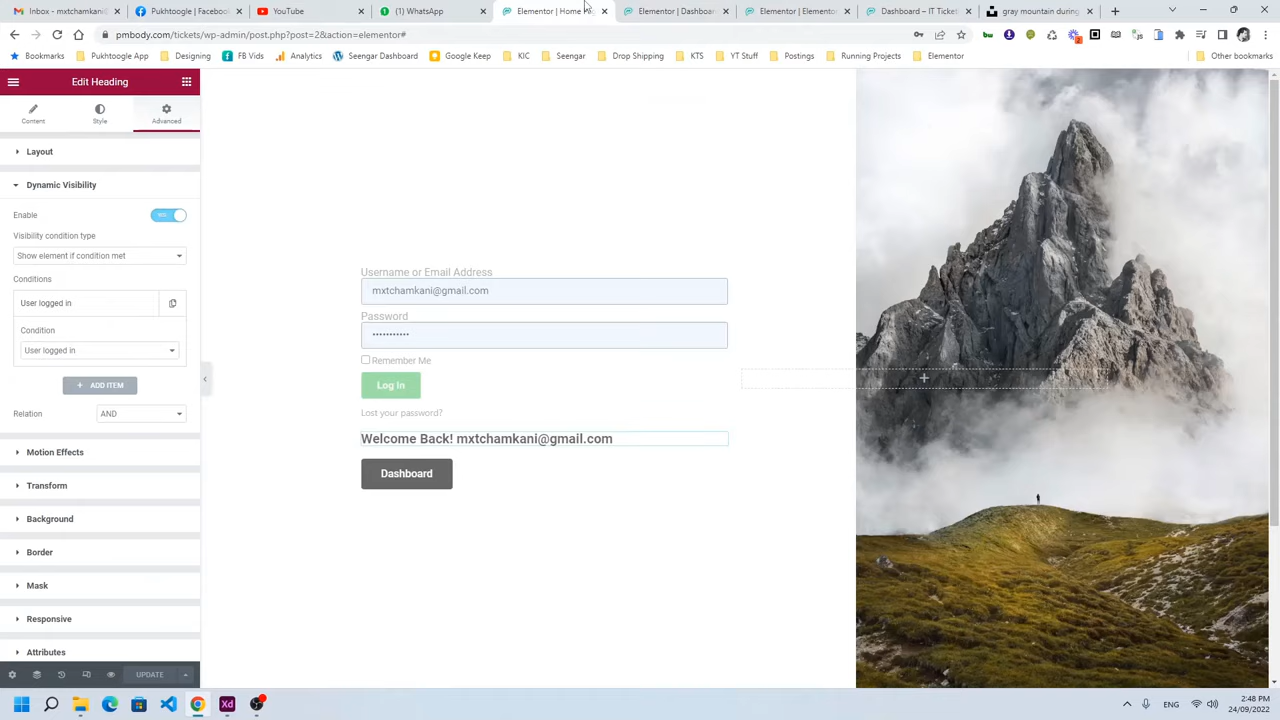 Elementor | Home
YouTube
(1) WhatsApp
Elementor | Home
Elementor | Dashboar
Elementor | Home
Dashboard – IT Ticket
gray mountain during
pmbody.com/tickets/wp-admin/post.php?post=2&action=elementor#
2
Bookmarks
Pukhtoogle App
Designing
FB Vids
Analytics
Seengar Dashboard
Google Keep
KIC
Seengar
Drop Shipping
KTS
YT Stuff
Postings
Running Projects
Elementor
Other bookmarks
Edit Heading
Content
Style
Advanced
Layout
Dynamic Visibility
Enable
YES
Visibility condition type
Show element if condition met
Conditions
User logged in
Condition
User logged in
+ ADD ITEM
Relation
AND
Motion Effects
Transform
Background
Border
Mask
Responsive
Attributes
UPDATE
Username or Email Address
mxtchamkani@gmail.com
Password
Remember Me
Log In
Lost your password?
Welcome Back! mxtchamkani@gmail.com
Dashboard
Xd
ENG
2:48 PM
24/09/2022